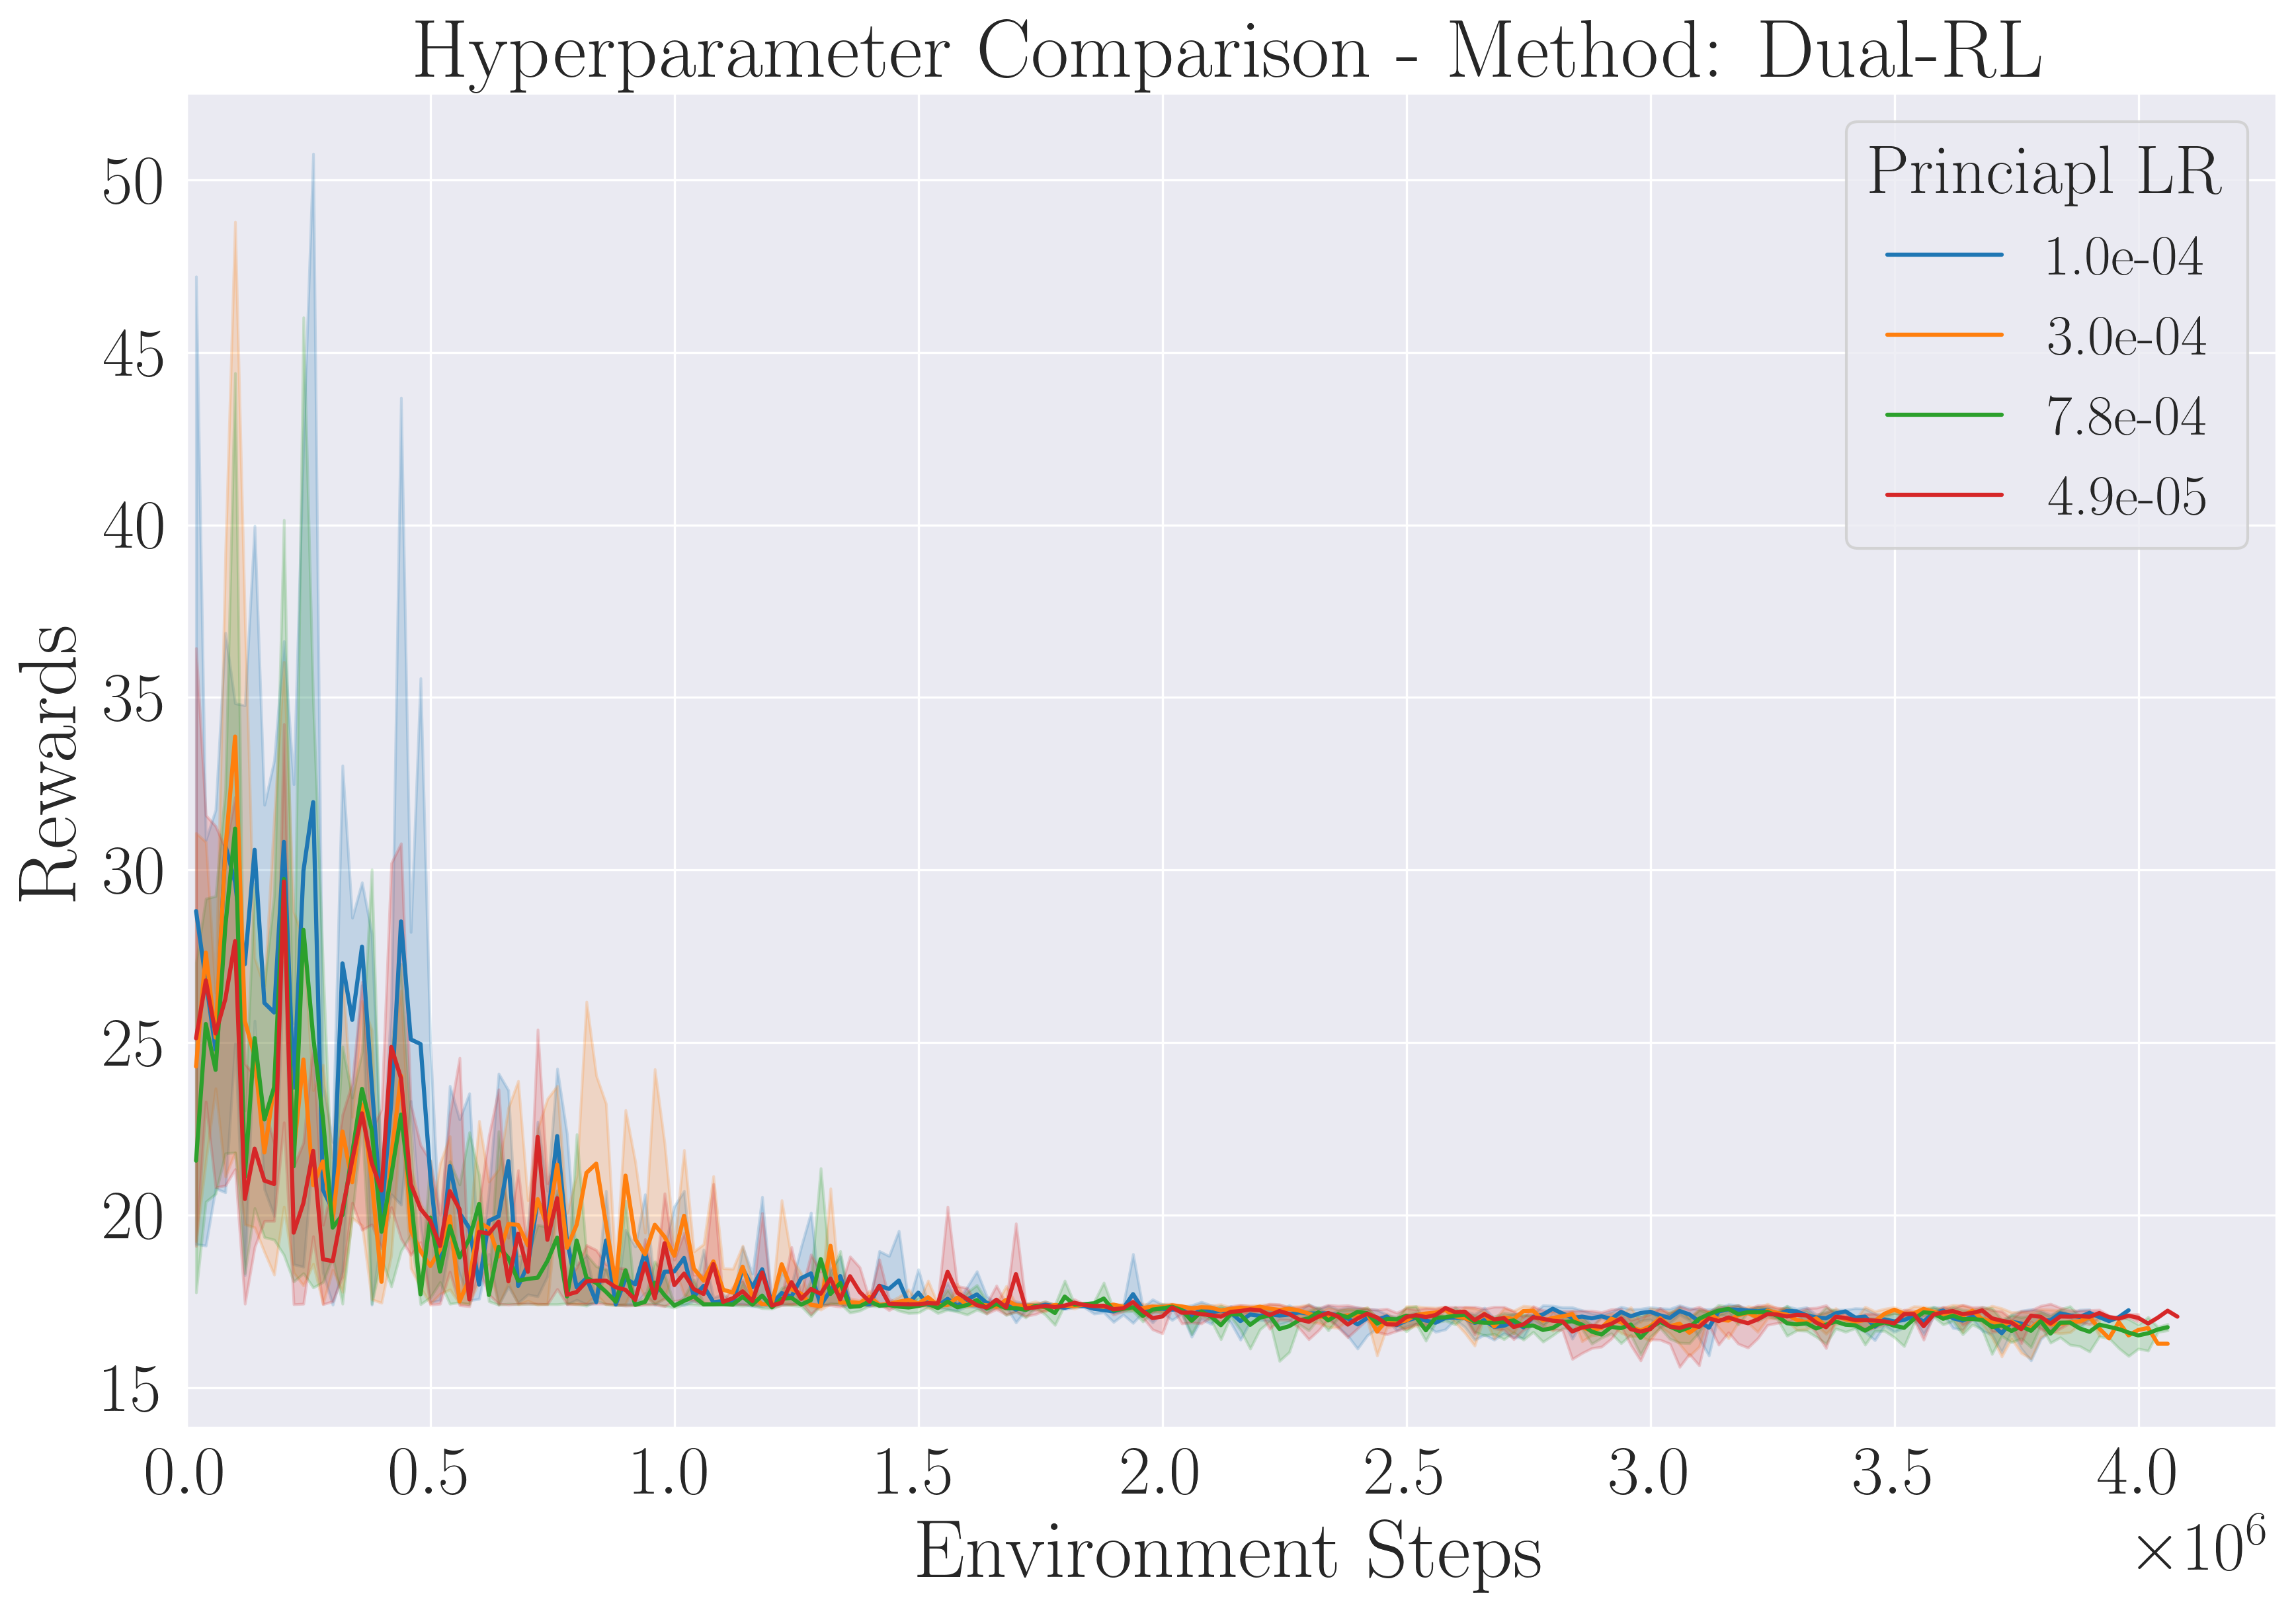 Hyperparameter Comparison - Method: Dual-RL
Princiapl LR
1.0e-04
3.0e-04
7.8e-04
4.9e-05
Rewards
50
45
40
35
30
25
20
15
0.0 0.5 1.0 1.5 2.0 2.5 3.0 3.5 4.0
×10⁶
Environment Steps